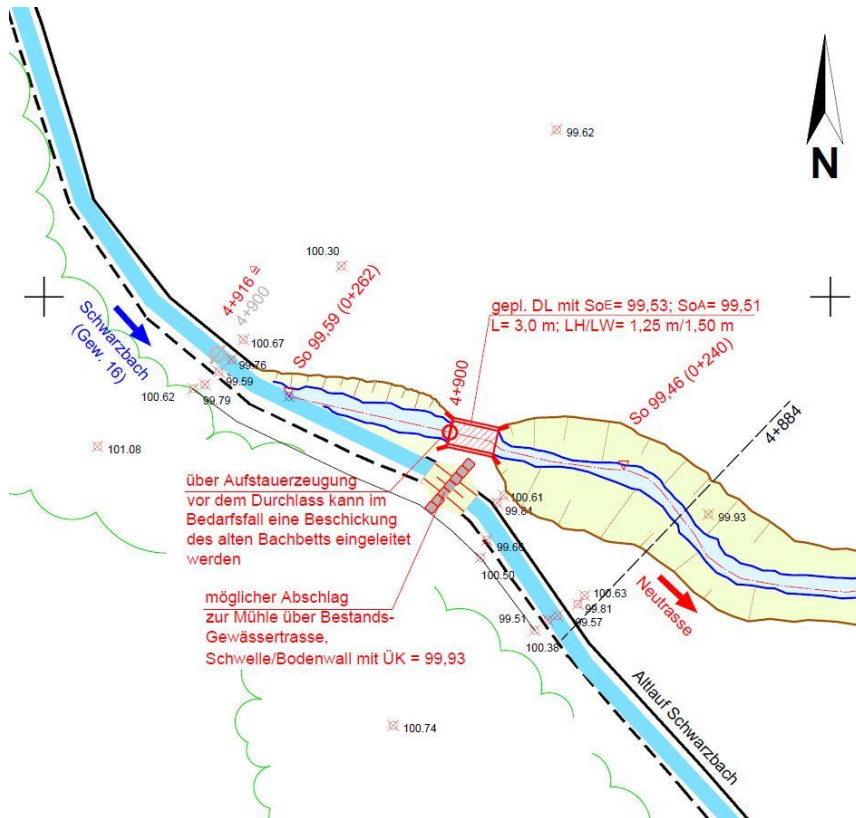 99.62
N
100.30
4+916
4+900
So 99,59 (0+262)
gepl. DL mit SoE= 99,53; SoA= 99,51
L= 3,0 m; LH/LW= 1,25 m/1,50 m
Schwarzbach
(Gew. 16)
100.67
99.76
99.59
99.79
100.62
4+900
So 99,46 (0+240)
4+884
101.08
über Aufstauerzeugung
vor dem Durchlass kann im
Bedarfsfall eine Beschickung
des alten Bachbetts eingeleitet
werden
100.61
99.84
99.93
99.66
100.50
möglicher Abschlag
zur Mühle über Bestands-
Gewässertrasse,
Schwelle/Bodenwall mit ÜK = 99,93
Neutrasse
100.63
99.81
99.57
99.51
100.38
100.74
Altlauf Schwarzbach